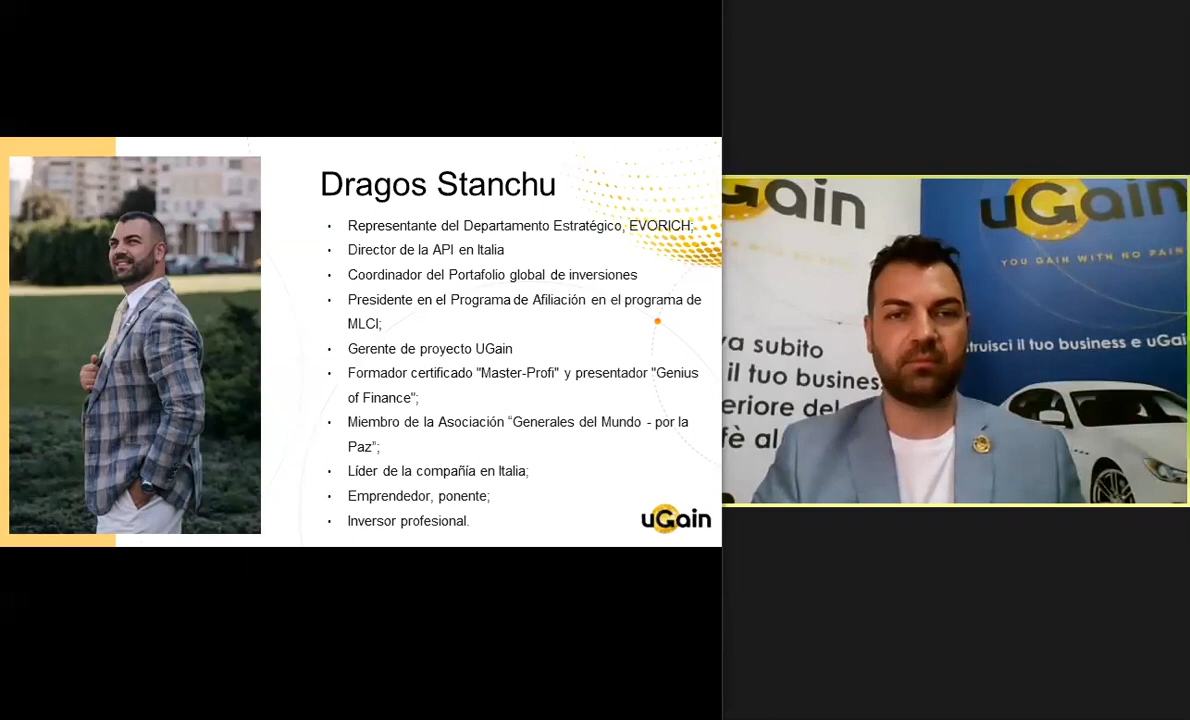 Dragos Stanchu
• Representante del Departamento Estratégico, EVORICH;
• Director de la API en Italia
• Coordinador del Portafolio global de inversiones
• Presidente en el Programa de Afiliación en el programa de
MLCI;
• Gerente de proyecto UGain
• Formador certificado "Master-Profi" y presentador "Genius
of Finance";
• Miembro de la Asociación “Generales del Mundo - por la
Paz”;
• Líder de la compañía en Italia;
• Emprendedor, ponente;
• Inversor profesional.
uGain
Gain
uGain
YOU GAIN WITH NO PAIN
truisci il tuo business e uGai
a subito
il tuo busines
eriore del
fè al